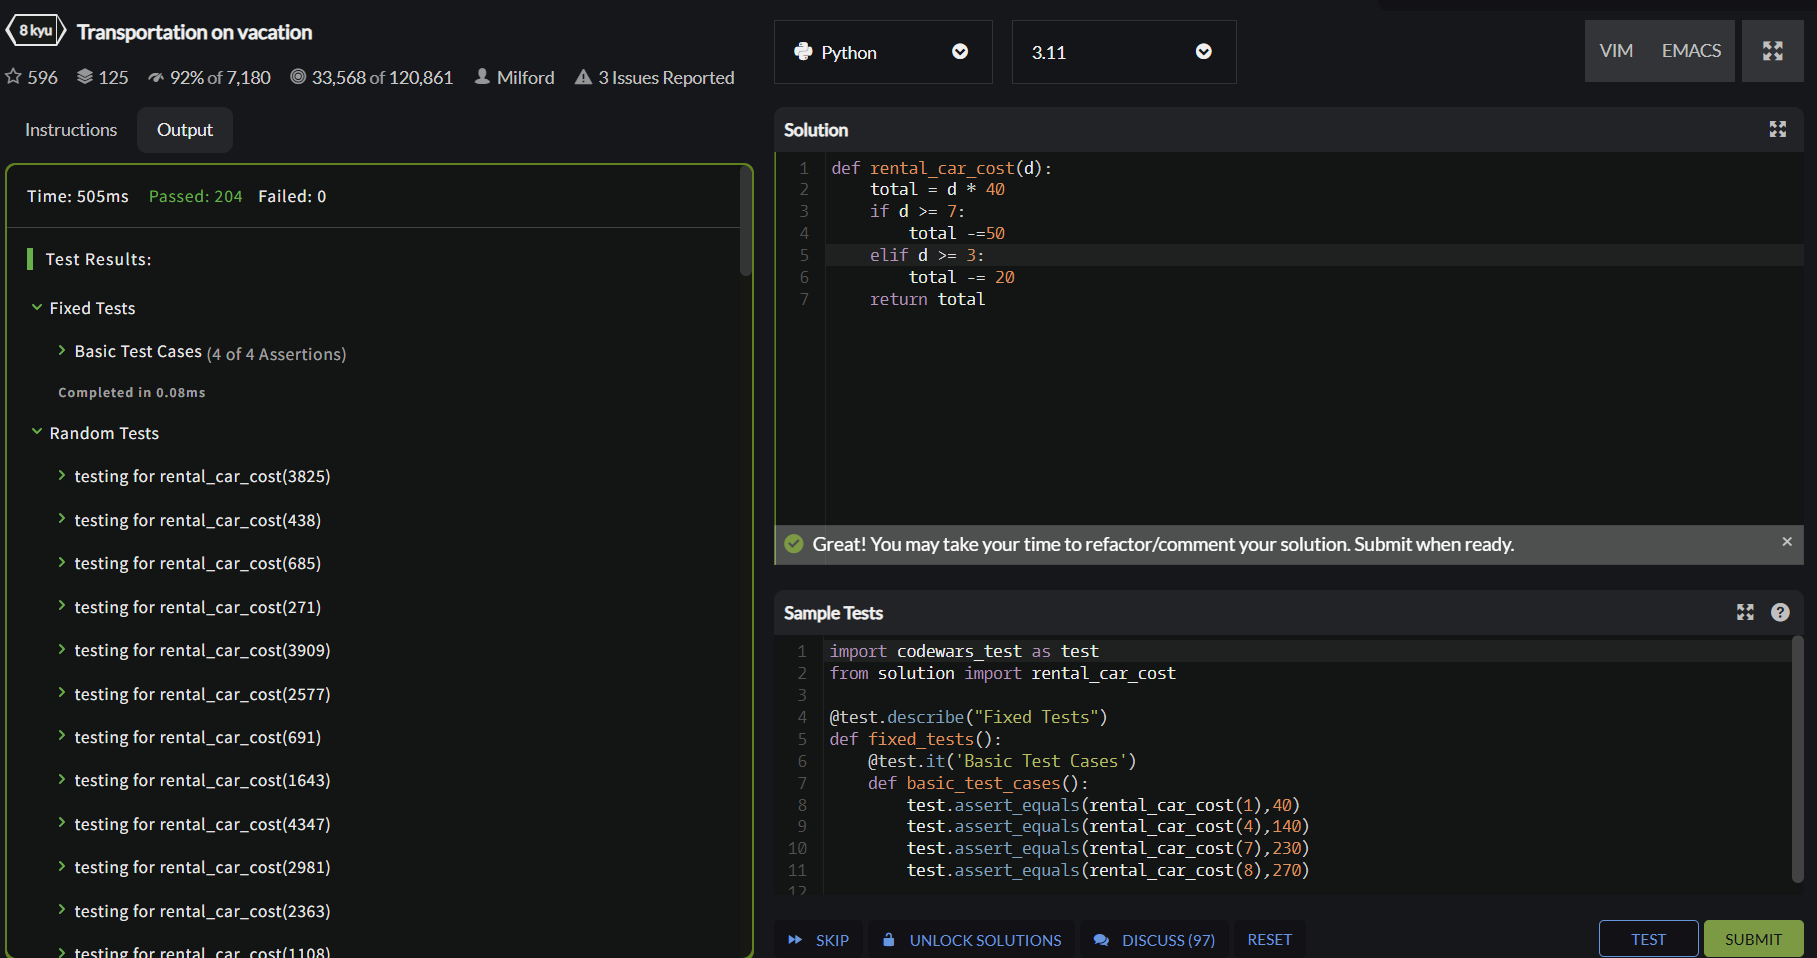 8 kyu Transportation on vacation
596 125 92% of 7,180 33,568 of 120,861 Milford 3 Issues Reported
Instructions Output
Time: 505ms Passed: 204 Failed: 0
Test Results:
Fixed Tests
Basic Test Cases (4 of 4 Assertions)
Completed in 0.08ms
Random Tests
testing for rental_car_cost(3825)
testing for rental_car_cost(438)
testing for rental_car_cost(685)
testing for rental_car_cost(271)
testing for rental_car_cost(3909)
testing for rental_car_cost(2577)
testing for rental_car_cost(691)
testing for rental_car_cost(1643)
testing for rental_car_cost(4347)
testing for rental_car_cost(2981)
testing for rental_car_cost(2363)
testing for rental_car_cost(1108)
Python 3.11 VIM EMACS
Solution
1 def rental_car_cost(d):
2     total = d * 40
3     if d >= 7:
4         total -=50
5     elif d >= 3:
6         total -= 20
7     return total
Great! You may take your time to refactor/comment your solution. Submit when ready. ×
Sample Tests ?
1 import codewars_test as test
2 from solution import rental_car_cost
3
4 @test.describe("Fixed Tests")
5 def fixed_tests():
6     @test.it('Basic Test Cases')
7     def basic_test_cases():
8         test.assert_equals(rental_car_cost(1),40)
9         test.assert_equals(rental_car_cost(4),140)
10         test.assert_equals(rental_car_cost(7),230)
11         test.assert_equals(rental_car_cost(8),270)
12
SKIP UNLOCK SOLUTIONS DISCUSS (97) RESET TEST SUBMIT